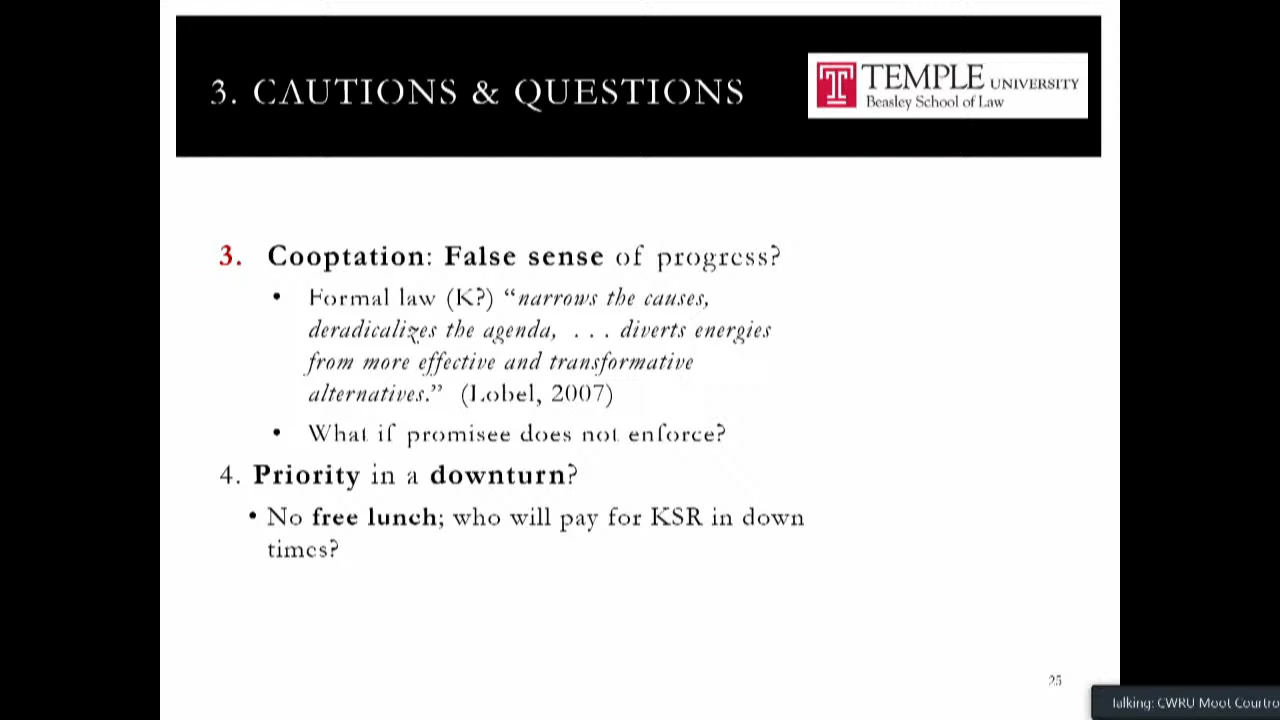 3. CAUTIONS & QUESTIONS
TEMPLE UNIVERSITY
Beasley School of Law
3. Cooptation: False sense of progress?
• Formal law (K?) “narrows the causes,
deradicalizes the agenda, . . . diverts energies
from more effective and transformative
alternatives.” (Lobel, 2007)
• What if promisee does not enforce?
4. Priority in a downturn?
• No free lunch; who will pay for KSR in down
times?
25
Talking: CWRU Moot Courtro